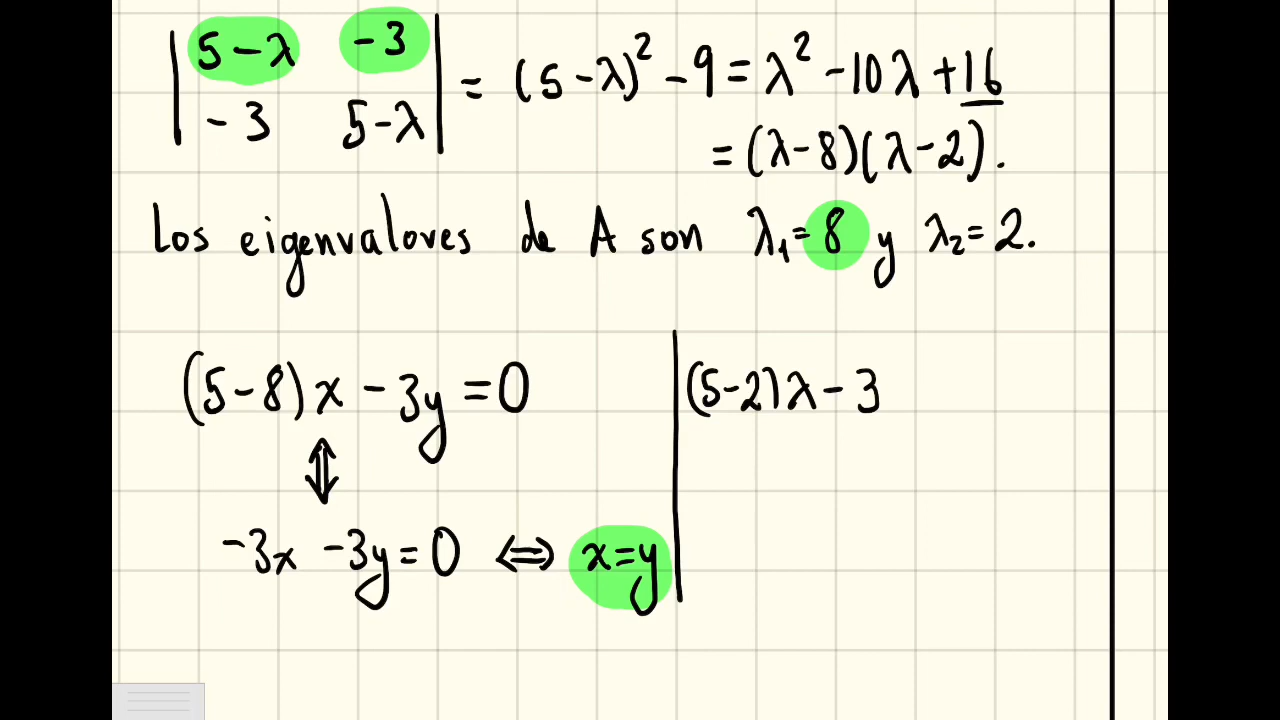 | 5-λ -3 | = (5-λ)² - 9 = λ² - 10λ + 16
| -3 5-λ |
= (λ-8)(λ-2).
Los eigenvalores de A son λ₁=8 y λ₂=2.
(5-8)x - 3y = 0
(5-2)λ - 3
⇕
-3x - 3y = 0 ⇔ x=y